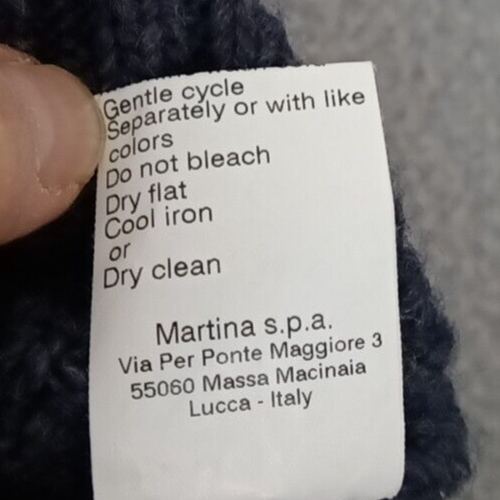 Gentle cycle
Separately or with like
colors
Do not bleach
Dry flat
Cool iron
or
Dry clean
Martina s.p.a.
Via Per Ponte Maggiore 3
55060 Massa Macinaia
Lucca - Italy